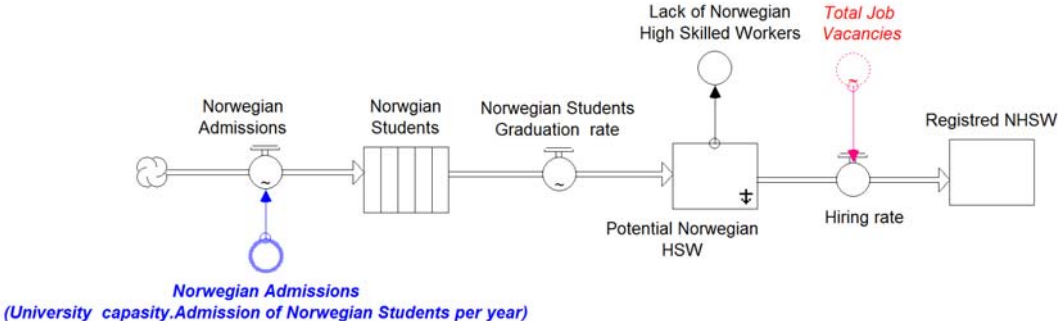 Lack of Norwegian
High Skilled Workers
Total Job
Vacancies
Norwegian
Admissions
Norwgian
Students
Norwegian Students
Graduation rate
Registred NHSW
~
~
~
Potential Norwegian
HSW
Hiring rate
Norwegian Admissions
(University capasity.Admission of Norwegian Students per year)